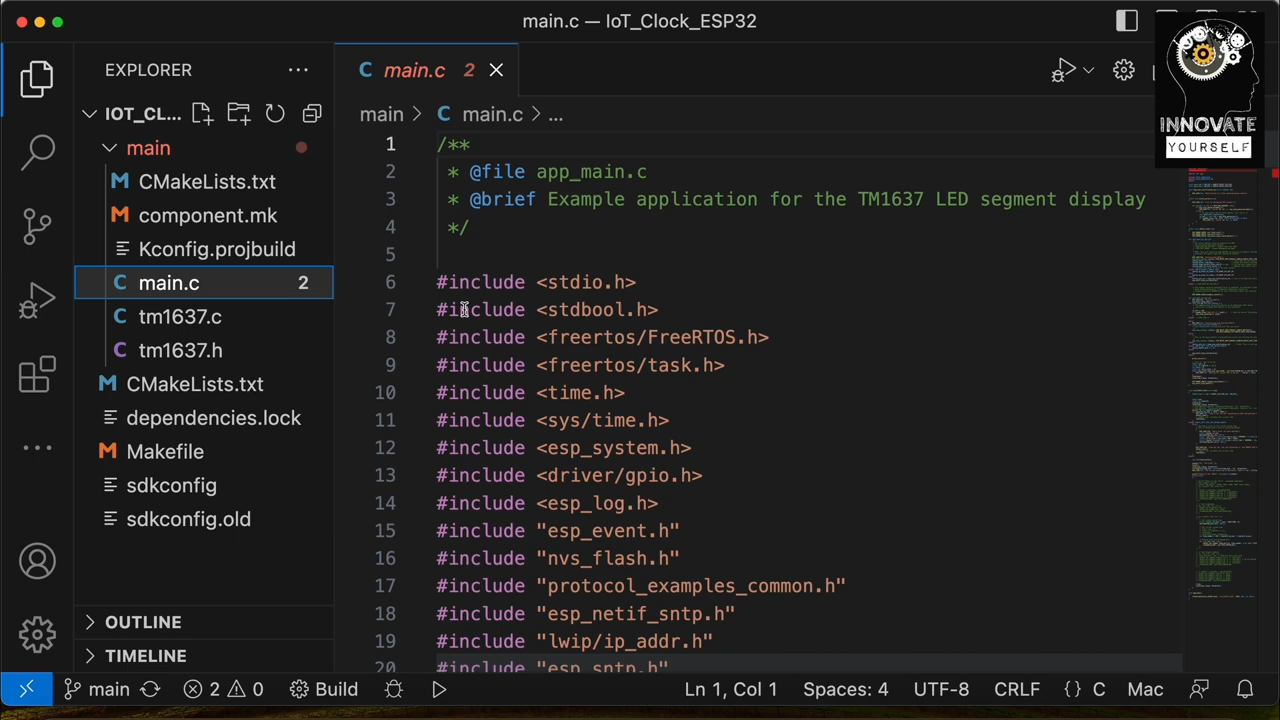 main.c — IoT_Clock_ESP32
INNOVATE
YOURSELF
EXPLORER
IOT_CL...
main
CMakeLists.txt
component.mk
Kconfig.projbuild
main.c 2
tm1637.c
tm1637.h
CMakeLists.txt
dependencies.lock
Makefile
sdkconfig
sdkconfig.old
OUTLINE
TIMELINE
main.c 2
main > C main.c > ...
1 /**
2 * @file app_main.c
3 * @brief Example application for the TM1637 LED segment display
4 */
5
6 #include <stdio.h>
7 #include <stdbool.h>
8 #include <freertos/FreeRTOS.h>
9 #include <freertos/task.h>
10 #include <time.h>
11 #include <sys/time.h>
12 #include <esp_system.h>
13 #include <driver/gpio.h>
14 #include <esp_log.h>
15 #include "esp_event.h"
16 #include "nvs_flash.h"
17 #include "protocol_examples_common.h"
18 #include "esp_netif_sntp.h"
19 #include "lwip/ip_addr.h"
20 #include "esp_sntp.h"
main 2 0 Build Ln 1, Col 1 Spaces: 4 UTF-8 CRLF {} C Mac